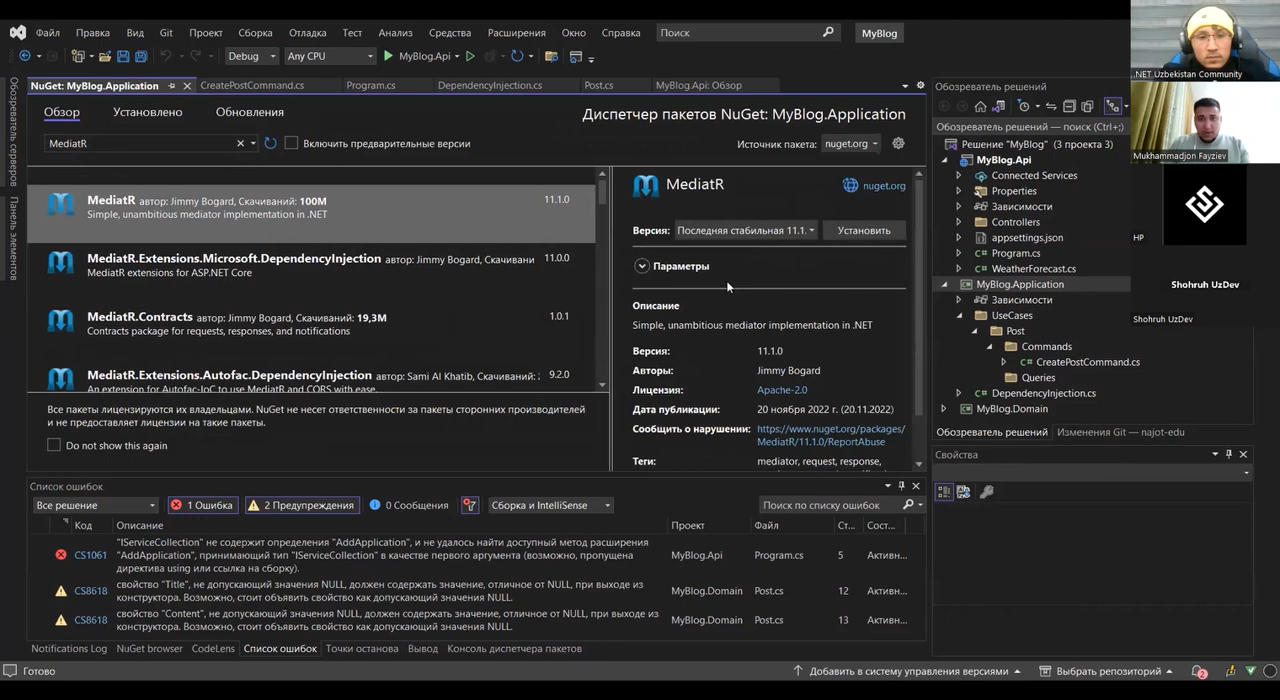 Файл Правка Вид Git Проект Сборка Отладка Тест Анализ Средства Расширения Окно Справка Поиск MyBlog
Debug Any CPU MyBlog.Api
NuGet: MyBlog.Application CreatePostCommand.cs Program.cs DependencyInjection.cs Post.cs MyBlog.Api: Обзор
Обозреватель серверов
Панель элементов
Обзор Установлено Обновления
Диспетчер пакетов NuGet: MyBlog.Application
MediatR
Включить предварительные версии
Источник пакета: nuget.org
MediatR автор: Jimmy Bogard, Скачиваний: 100M 11.1.0
Simple, unambitious mediator implementation in .NET
MediatR.Extensions.Microsoft.DependencyInjection автор: Jimmy Bogard, Скачивани 11.0.0
MediatR extensions for ASP.NET Core
MediatR.Contracts автор: Jimmy Bogard, Скачиваний: 19,3M 1.0.1
Contracts package for requests, responses, and notifications
MediatR.Extensions.Autofac.DependencyInjection автор: Sami Al Khatib, Скачиваний: 9.2.0
An extension for Autofac-IoC to use MediatR and CQRS with ease.
Все пакеты лицензируются их владельцами. NuGet не несет ответственности за пакеты сторонних производителей
и не предоставляет лицензии на такие пакеты.
Do not show this again
MediatR nuget.org
Версия: Последняя стабильная 11.1. Установить
Параметры
Описание
Simple, unambitious mediator implementation in .NET
Версия: 11.1.0
Авторы: Jimmy Bogard
Лицензия: Apache-2.0
Дата публикации: 20 ноября 2022 г. (20.11.2022)
Сообщить о нарушении: https://www.nuget.org/packages/
MediatR/11.1.0/ReportAbuse
Теги: mediator, request, response,
Обозреватель решений
Обозреватель решений — поиск (Ctrl+;)
Решение "MyBlog" (3 проекта 3)
MyBlog.Api
Connected Services
Properties
Зависимости
Controllers
appsettings.json
Program.cs
WeatherForecast.cs
MyBlog.Application
Зависимости
UseCases
Post
Commands
CreatePostCommand.cs
Queries
DependencyInjection.cs
MyBlog.Domain
Обозреватель решений Изменения Git — najot-edu
Свойства
Список ошибок
Все решение 1 Ошибка 2 Предупреждения 0 Сообщения Сборка и IntelliSense Поиск по списку ошибок
Код Описание Проект Файл Ст... Сост...
"IServiceCollection" не содержит определения "AddApplication", и не удалось найти доступный метод расширения
CS1061 "AddApplication", принимающий тип "IServiceCollection" в качестве первого аргумента (возможно, пропущена MyBlog.Api Program.cs 5 Активн...
директива using или ссылка на сборку).
CS8618 свойство "Title", не допускающий значения NULL, должен содержать значение, отличное от NULL, при выходе из MyBlog.Domain Post.cs 12 Активн...
конструктора. Возможно, стоит объявить свойство как допускающий значения NULL.
CS8618 свойство "Content", не допускающий значения NULL, должен содержать значение, отличное от NULL, при выходе из MyBlog.Domain Post.cs 13 Активн...
конструктора. Возможно, стоит объявить свойство как допускающий значения NULL.
Notifications Log NuGet browser CodeLens Список ошибок Точки останова Вывод Консоль диспетчера пакетов
Готово Добавить в систему управления версиями Выбрать репозиторий 2
.NET Uzbekistan Community
Mukhammadjon Fayziev
HP
Shohruh UzDev
Shohruh UzDev